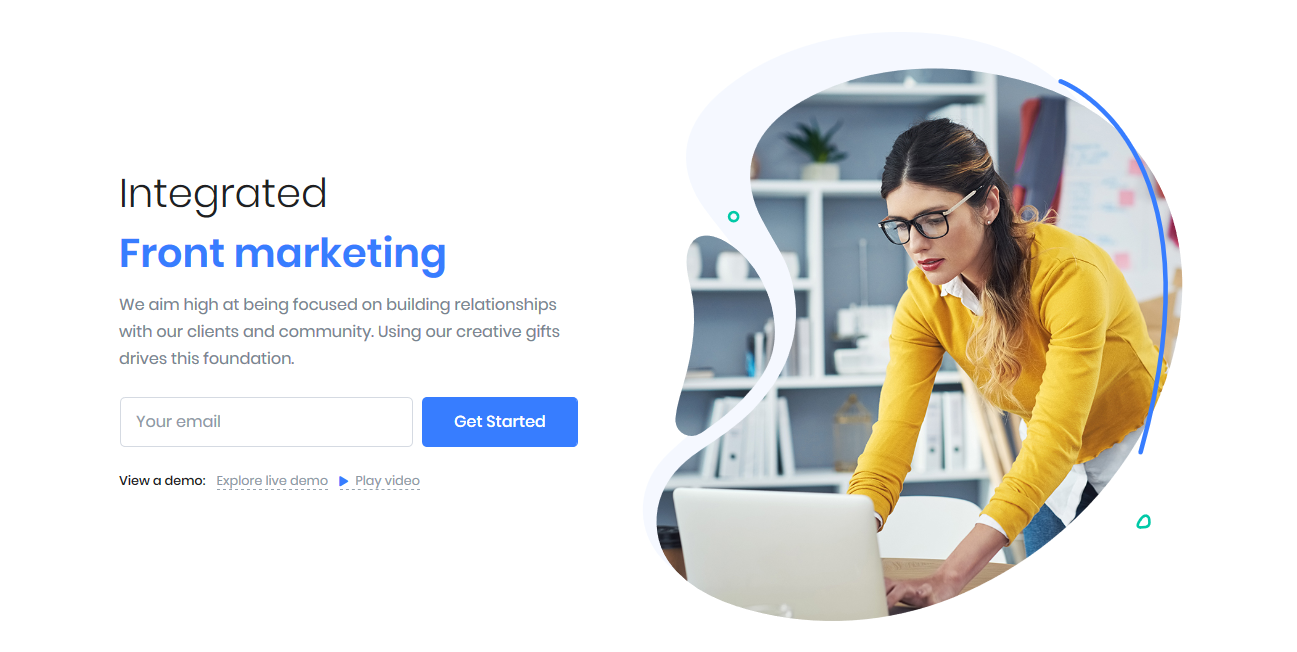 Integrated
Front marketing
We aim high at being focused on building relationships
with our clients and community. Using our creative gifts
drives this foundation.
Your email
Get Started
View a demo: Explore live demo Play video